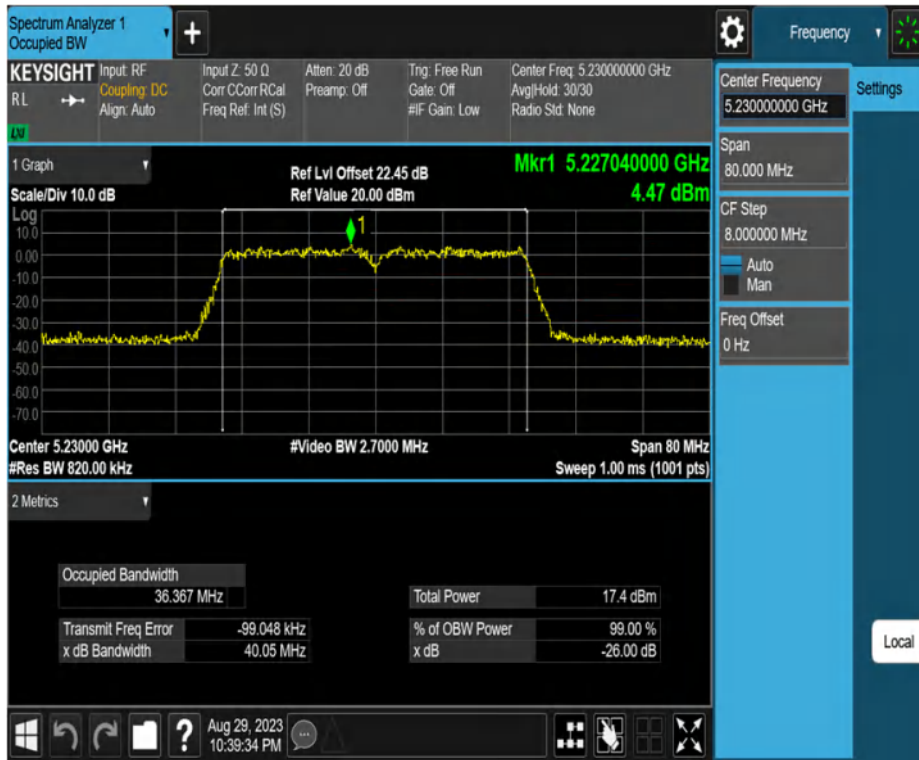 Spectrum Analyzer 1
Occupied BW
+
Frequency
KEYSIGHT
R L
LXI
Input: RF
Coupling: DC
Align: Auto
Input Z: 50 Ω
Corr CCorr RCal
Freq Ref: Int (S)
Atten: 20 dB
Preamp: Off
Trig: Free Run
Gate: Off
#IF Gain: Low
Center Freq: 5.230000000 GHz
Avg|Hold: 30/30
Radio Std: None
Center Frequency
5.230000000 GHz
Settings
Span
80.000 MHz
CF Step
8.000000 MHz
Auto
Man
Freq Offset
0 Hz
1 Graph
Scale/Div 10.0 dB
Ref Lvl Offset 22.45 dB
Ref Value 20.00 dBm
Mkr1 5.227040000 GHz
4.47 dBm
Log
10.0
0.00
-10.0
-20.0
-30.0
-40.0
-50.0
-60.0
-70.0
1
Center 5.23000 GHz
#Video BW 2.7000 MHz
Span 80 MHz
#Res BW 820.00 kHz
Sweep 1.00 ms (1001 pts)
2 Metrics
Occupied Bandwidth
36.367 MHz
Total Power 17.4 dBm
Transmit Freq Error -99.048 kHz
% of OBW Power 99.00 %
x dB Bandwidth 40.05 MHz
x dB -26.00 dB
Local
?
Aug 29, 2023
10:39:34 PM